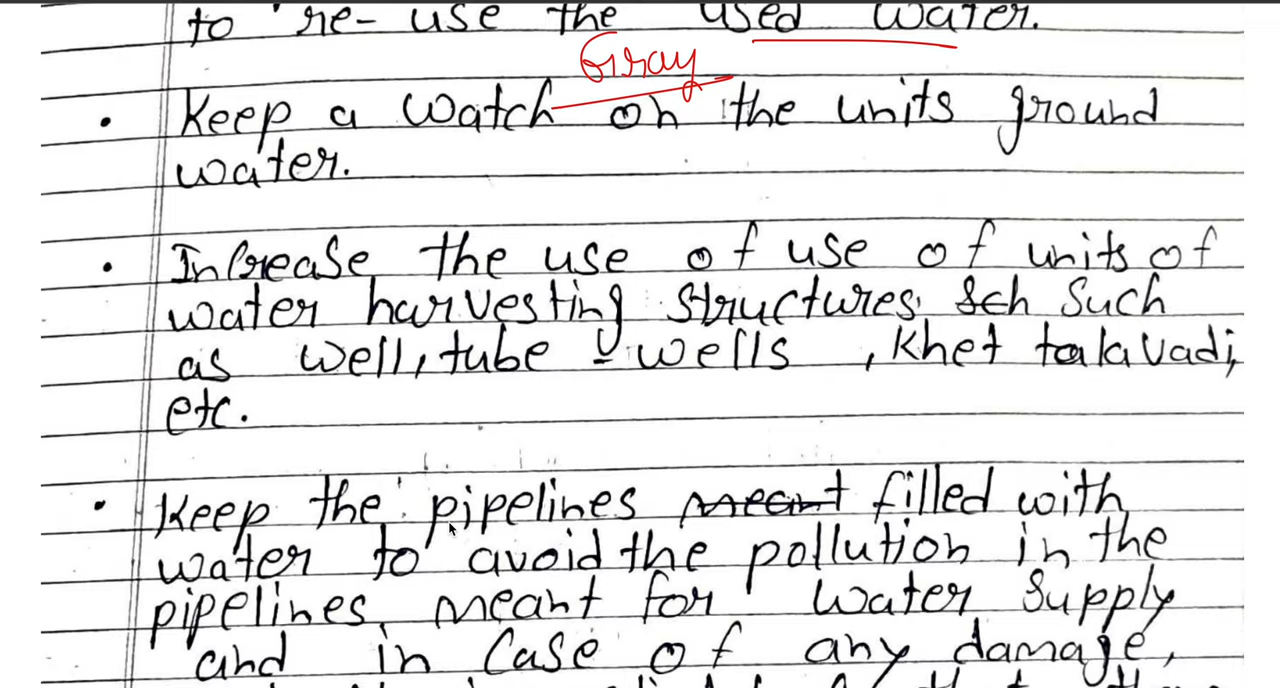 to re-use the used water.
Gray
• Keep a watch on the units ground
water.
• Increase the use of use of units of
water harvesting structures, sch such
as well, tube - wells , Khet talavadi,
etc.
• Keep the pipelines meant filled with
water to avoid the pollution in the
pipelines meant for water supply
and in case of any damage,